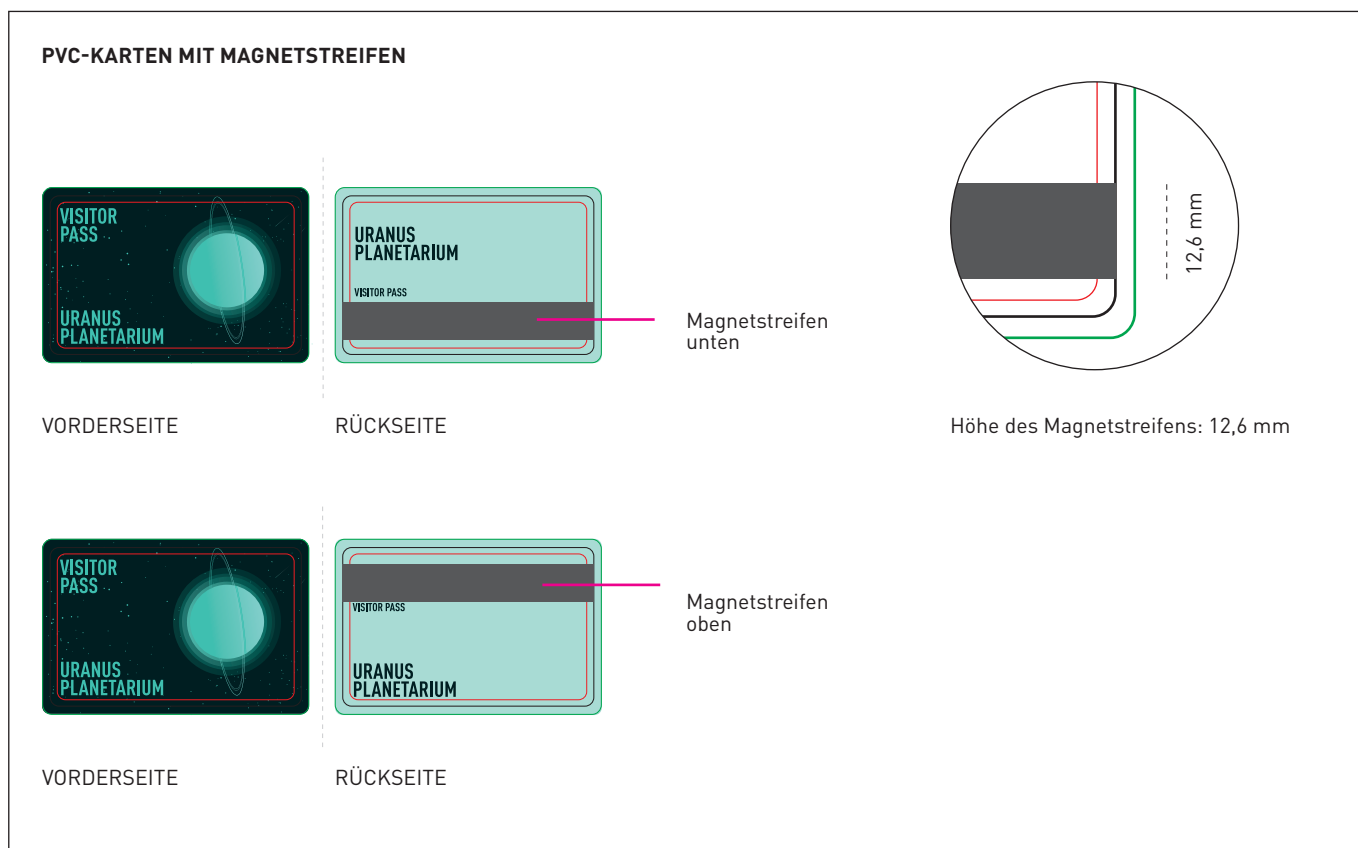 PVC-KARTEN MIT MAGNETSTREIFEN
VISITOR
PASS
URANUS
PLANETARIUM
URANUS
PLANETARIUM
VISITOR PASS
Magnetstreifen
unten
12,6 mm
VORDERSEITE
RÜCKSEITE
Höhe des Magnetstreifens: 12,6 mm
VISITOR
PASS
URANUS
PLANETARIUM
VISITOR PASS
URANUS
PLANETARIUM
Magnetstreifen
oben
VORDERSEITE
RÜCKSEITE